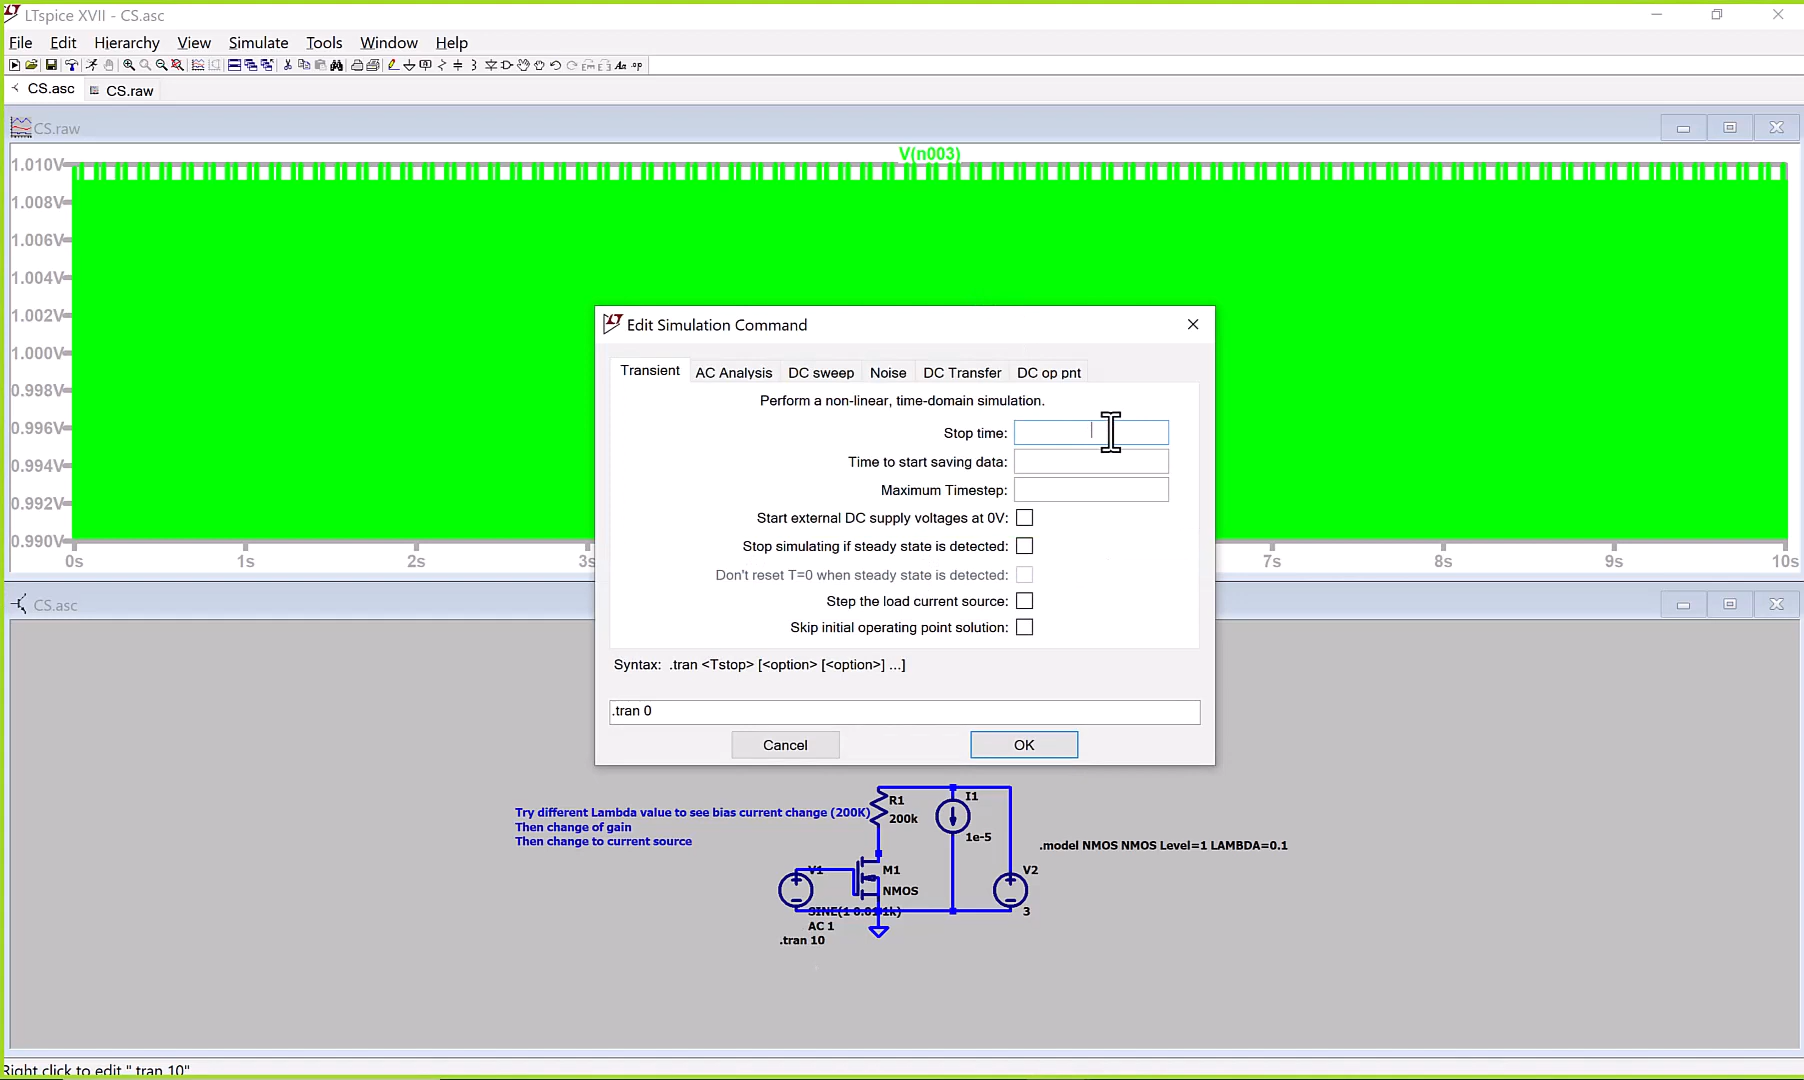 LTspice XVII - CS.asc
File Edit Hierarchy View Simulate Tools Window Help
CS.asc CS.raw
CS.raw
V(n003)
1.010V
1.008V
1.006V
1.004V
1.002V
1.000V
0.998V
0.996V
0.994V
0.992V
0.990V
0s 1s 2s 3s 7s 8s 9s 10s
Edit Simulation Command
Transient AC Analysis DC sweep Noise DC Transfer DC op pnt
Perform a non-linear, time-domain simulation.
Stop time:
Time to start saving data:
Maximum Timestep:
Start external DC supply voltages at 0V:
Stop simulating if steady state is detected:
Don't reset T=0 when steady state is detected:
Step the load current source:
Skip initial operating point solution:
Syntax: .tran <Tstop> [<option> [<option>] ...]
.tran 0
Cancel OK
CS.asc
Try different Lambda value to see bias current change (200K)
Then change of gain
Then change to current source
R1
200k
I1
1e-5
.model NMOS NMOS Level=1 LAMBDA=0.1
V1
M1
NMOS
V2
3
SINE(1 0.01 1k)
AC 1
.tran 10
Right click to edit ".tran 10"